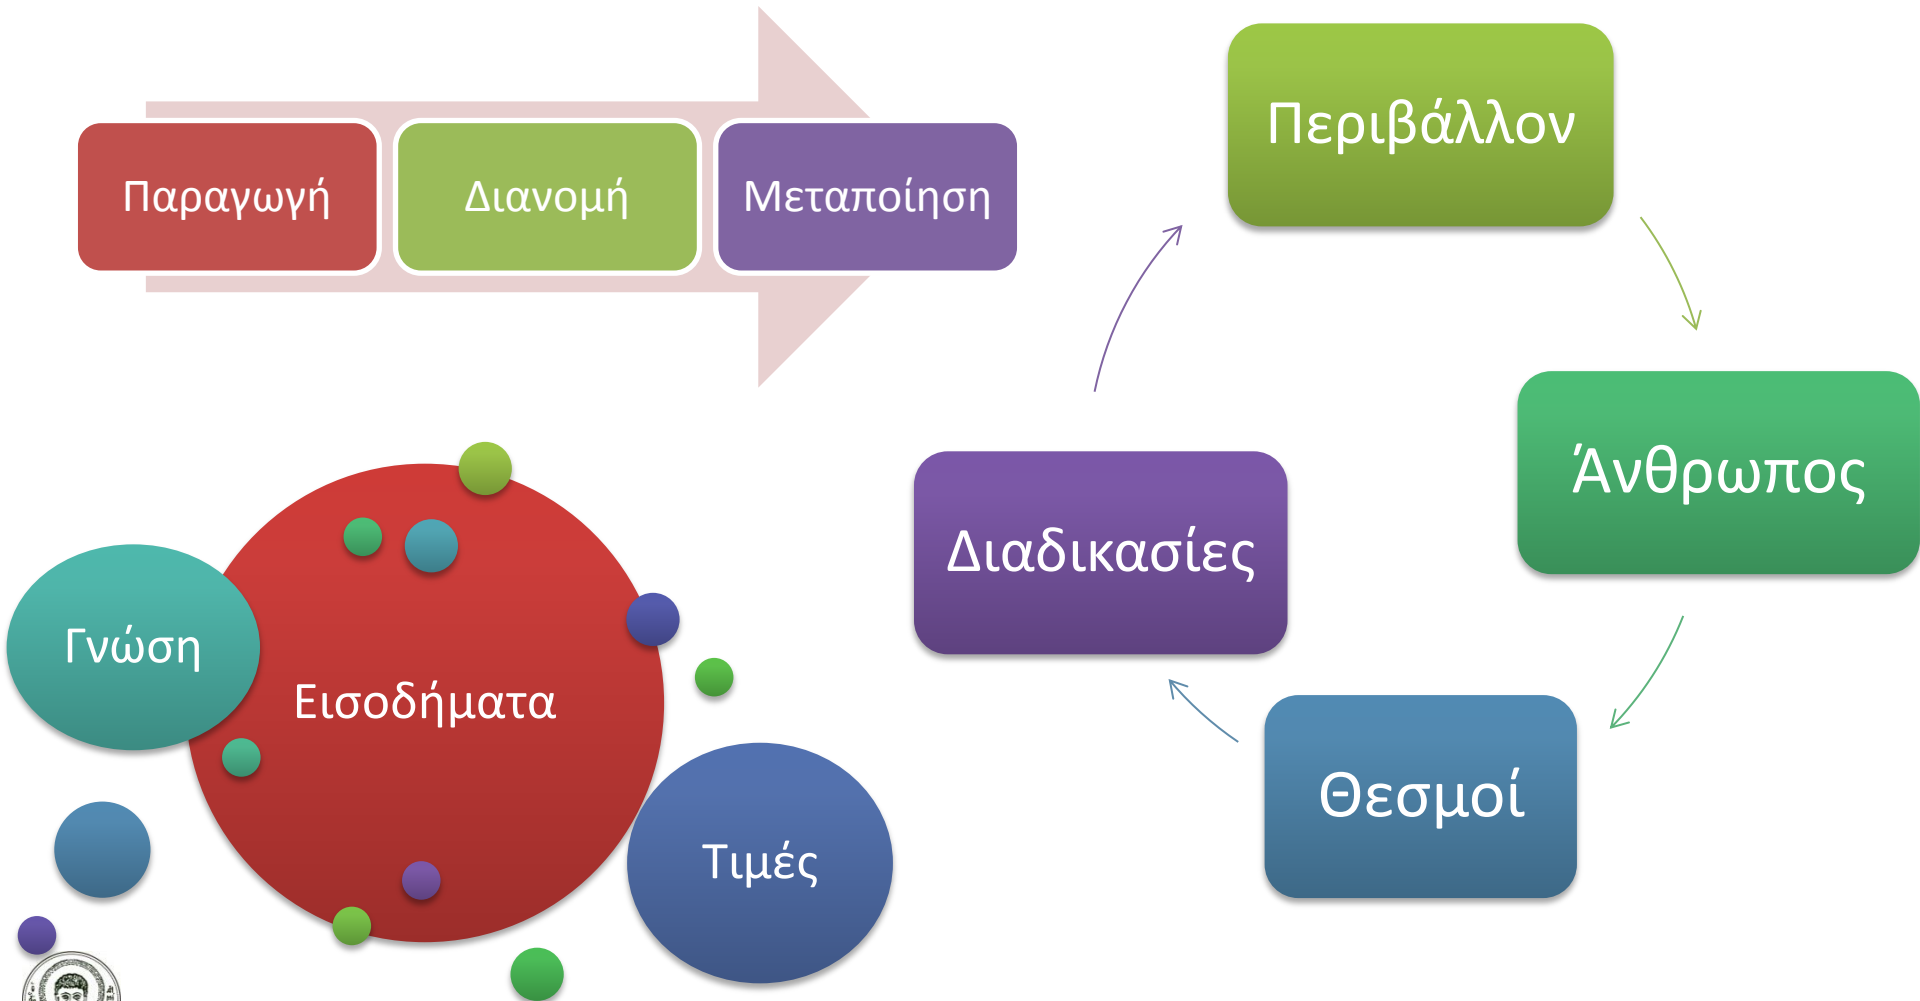 Παραγωγή
Διανομή
Μεταποίηση
Περιβάλλον
Άνθρωπος
Θεσμοί
Διαδικασίες
Γνώση
Εισοδήματα
Τιμές